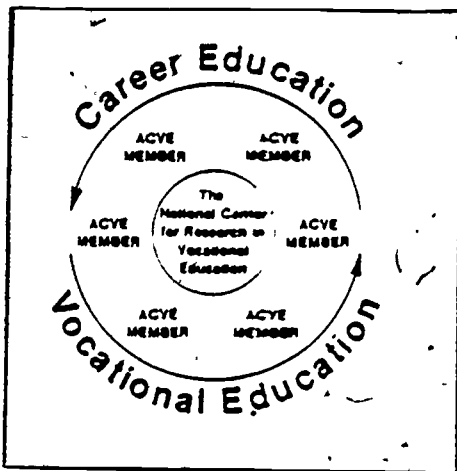 Career Education
ACVE
MEMBER
ACVE
MEMBER
The
National Center
for Research in
Vocational
Education
ACVE
MEMBER
ACVE
MEMBER
ACVE
MEMBER
ACVE
MEMBER
Vocational Education